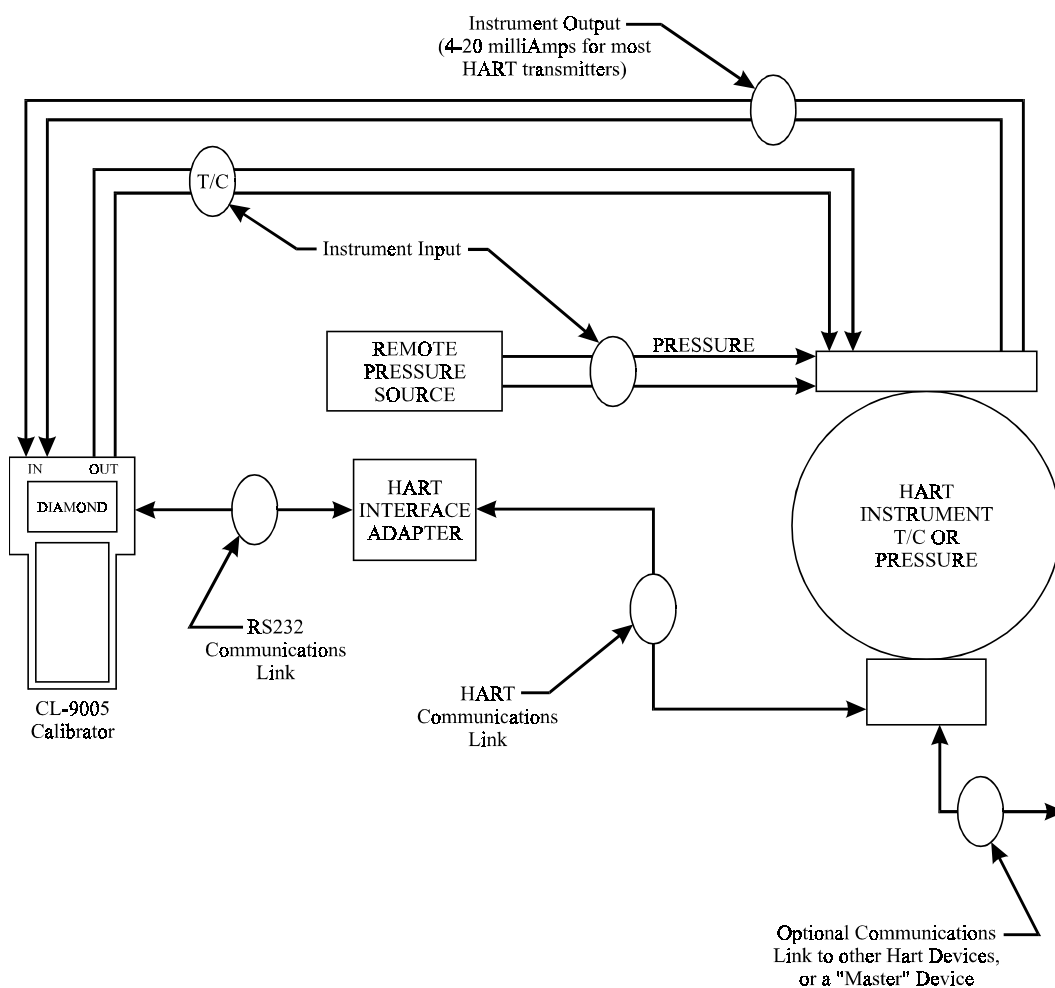 Instrument Output
(4-20 milliAmps for most
HART transmitters)
T/C
Instrument Input
REMOTE
PRESSURE
SOURCE
PRESSURE
IN
OUT
DIAMOND
HART
INTERFACE
ADAPTER
HART
INSTRUMENT
T/C OR
PRESSURE
RS232
Communications
Link
HART
Communications
Link
CL-9005
Calibrator
Optional Communications
Link to other Hart Devices,
or a "Master" Device